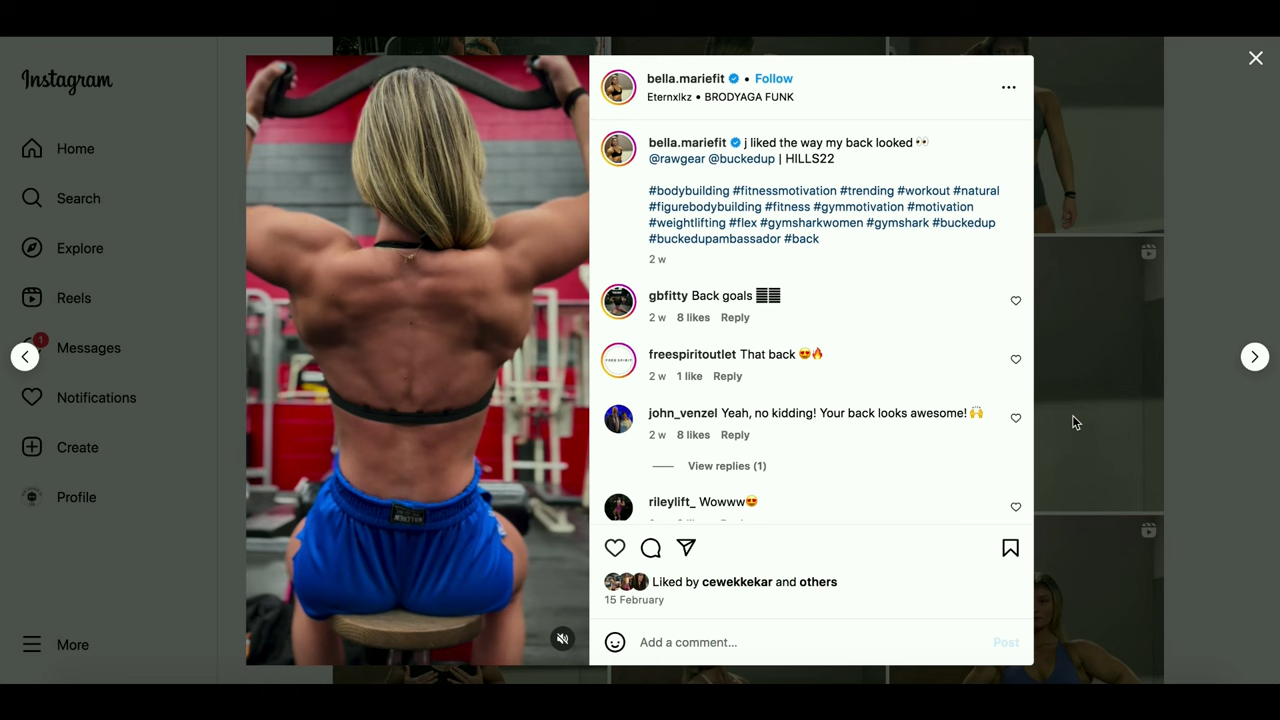 Instagram
Home
Search
Explore
Reels
1
Messages
Notifications
Create
Profile
More
bella.mariefit • Follow
Eternxlkz • BRODYAGA FUNK
bella.mariefit j liked the way my back looked 👀
@rawgear @buckedup | HILLS22
#bodybuilding #fitnessmotivation #trending #workout #natural
#figurebodybuilding #fitness #gymmotivation #motivation
#weightlifting #flex #gymsharkwomen #gymshark #buckedup
#buckedupambassador #back
2 w
gbfitty Back goals
2 w 8 likes Reply
FREE SPIRIT
freespiritoutlet That back 😍🔥
2 w 1 like Reply
john_venzel Yeah, no kidding! Your back looks awesome! 🙌
2 w 8 likes Reply
View replies (1)
rileylift_ Wowww😍
Liked by cewekkekar and others
15 February
Add a comment...
Post